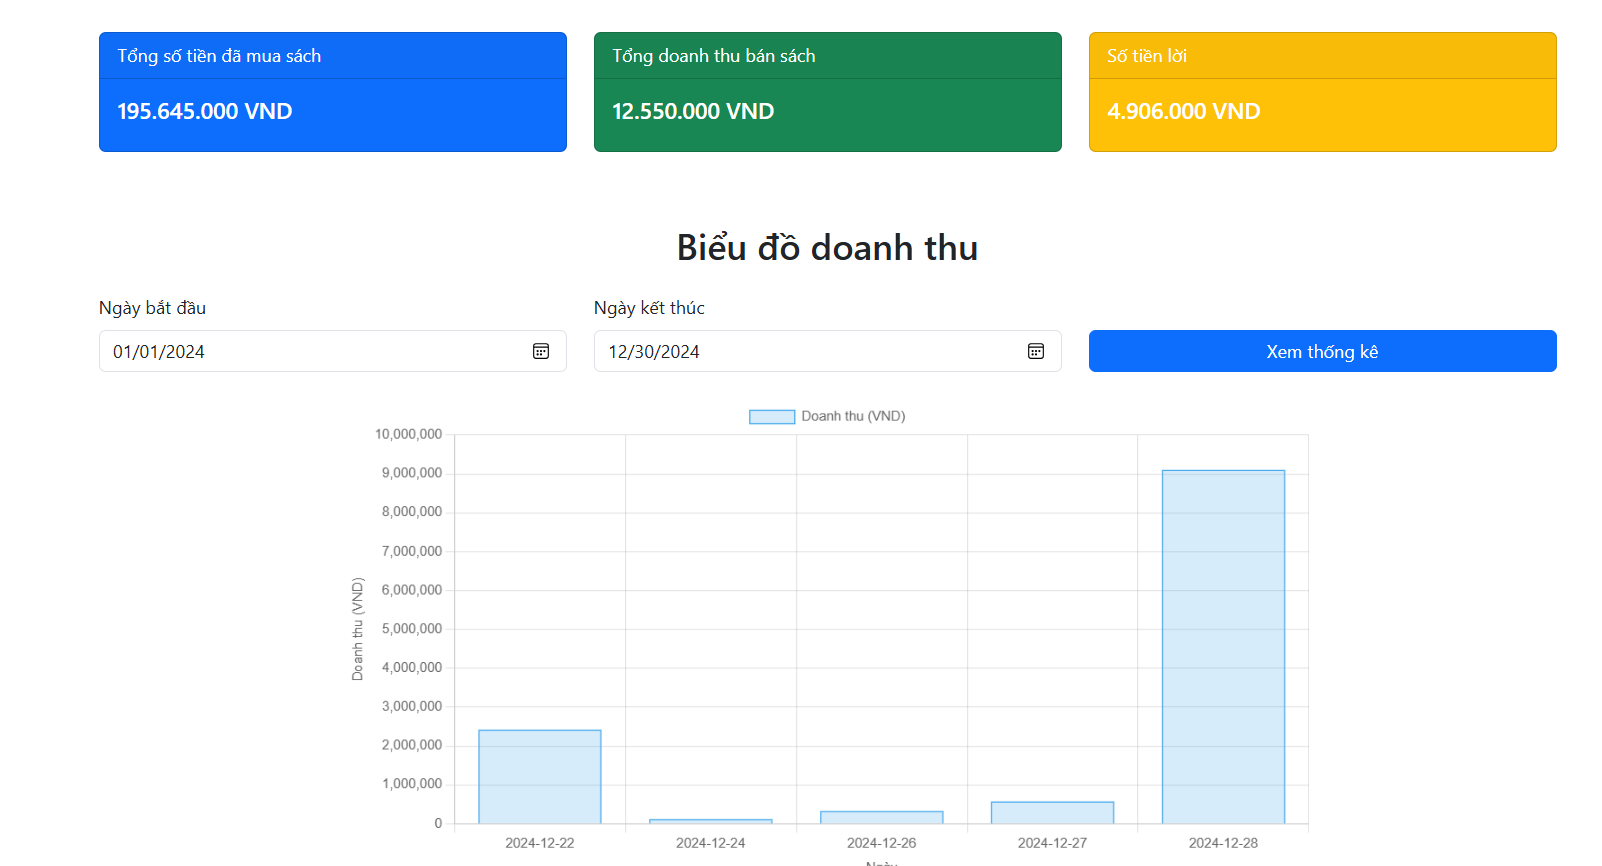 Tổng số tiền đã mua sách
195.645.000 VND
Tổng doanh thu bán sách
12.550.000 VND
Số tiền lời
4.906.000 VND
Biểu đồ doanh thu
Ngày bắt đầu
01/01/2024
Ngày kết thúc
12/30/2024
Xem thống kê
Doanh thu (VND)
Doanh thu (VND)
10,000,000
9,000,000
8,000,000
7,000,000
6,000,000
5,000,000
4,000,000
3,000,000
2,000,000
1,000,000
0
2024-12-22
2024-12-24
2024-12-26
2024-12-27
2024-12-28